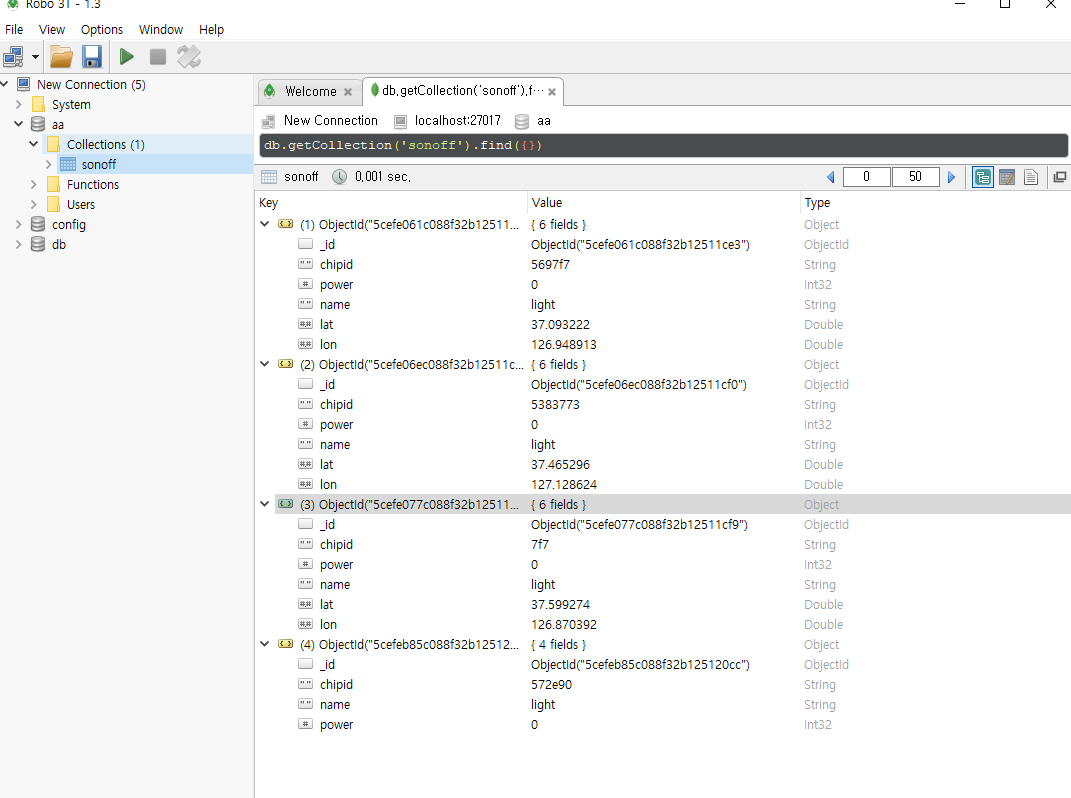 Robo 3T - 1.3
File View Options Window Help
New Connection (5)
System
aa
Collections (1)
sonoff
Functions
Users
config
db
Welcome
db.getCollection('sonoff').f···
New Connection localhost:27017 aa
db.getCollection('sonoff').find({})
sonoff 0.001 sec.
0 50
Key Value Type
(1) ObjectId("5cefe061c088f32b12511... { 6 fields } Object
_id ObjectId("5cefe061c088f32b12511ce3") ObjectId
chipid 5697f7 String
power 0 Int32
name light String
lat 37.093222 Double
lon 126.948913 Double
(2) ObjectId("5cefe06ec088f32b12511c... { 6 fields } Object
_id ObjectId("5cefe06ec088f32b12511cf0") ObjectId
chipid 5383773 String
power 0 Int32
name light String
lat 37.465296 Double
lon 127.128624 Double
(3) ObjectId("5cefe077c088f32b12511... { 6 fields } Object
_id ObjectId("5cefe077c088f32b12511cf9") ObjectId
chipid 7f7 String
power 0 Int32
name light String
lat 37.599274 Double
lon 126.870392 Double
(4) ObjectId("5cefeb85c088f32b12512... { 4 fields } Object
_id ObjectId("5cefeb85c088f32b125120cc") ObjectId
chipid 572e90 String
name light String
power 0 Int32